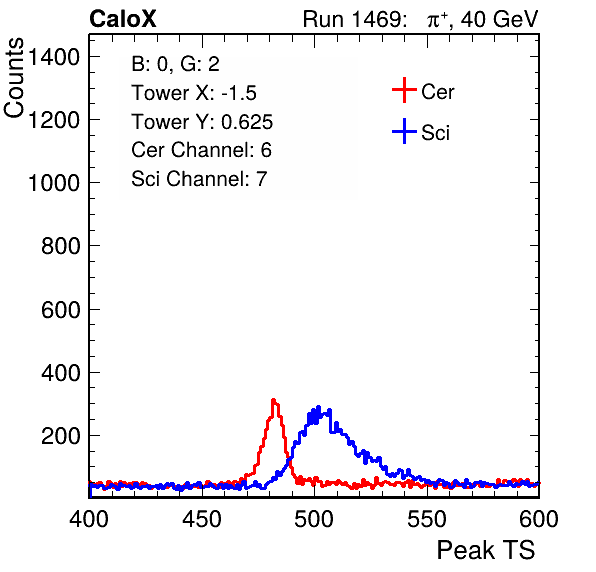 CaloX Run 1469: π⁺, 40 GeV
B: 0, G: 2
Tower X: -1.5
Tower Y: 0.625
Cer Channel: 6
Sci Channel: 7
Cer
Sci
Counts
1400
1200
1000
800
600
400
200
400 450 500 550 600
Peak TS